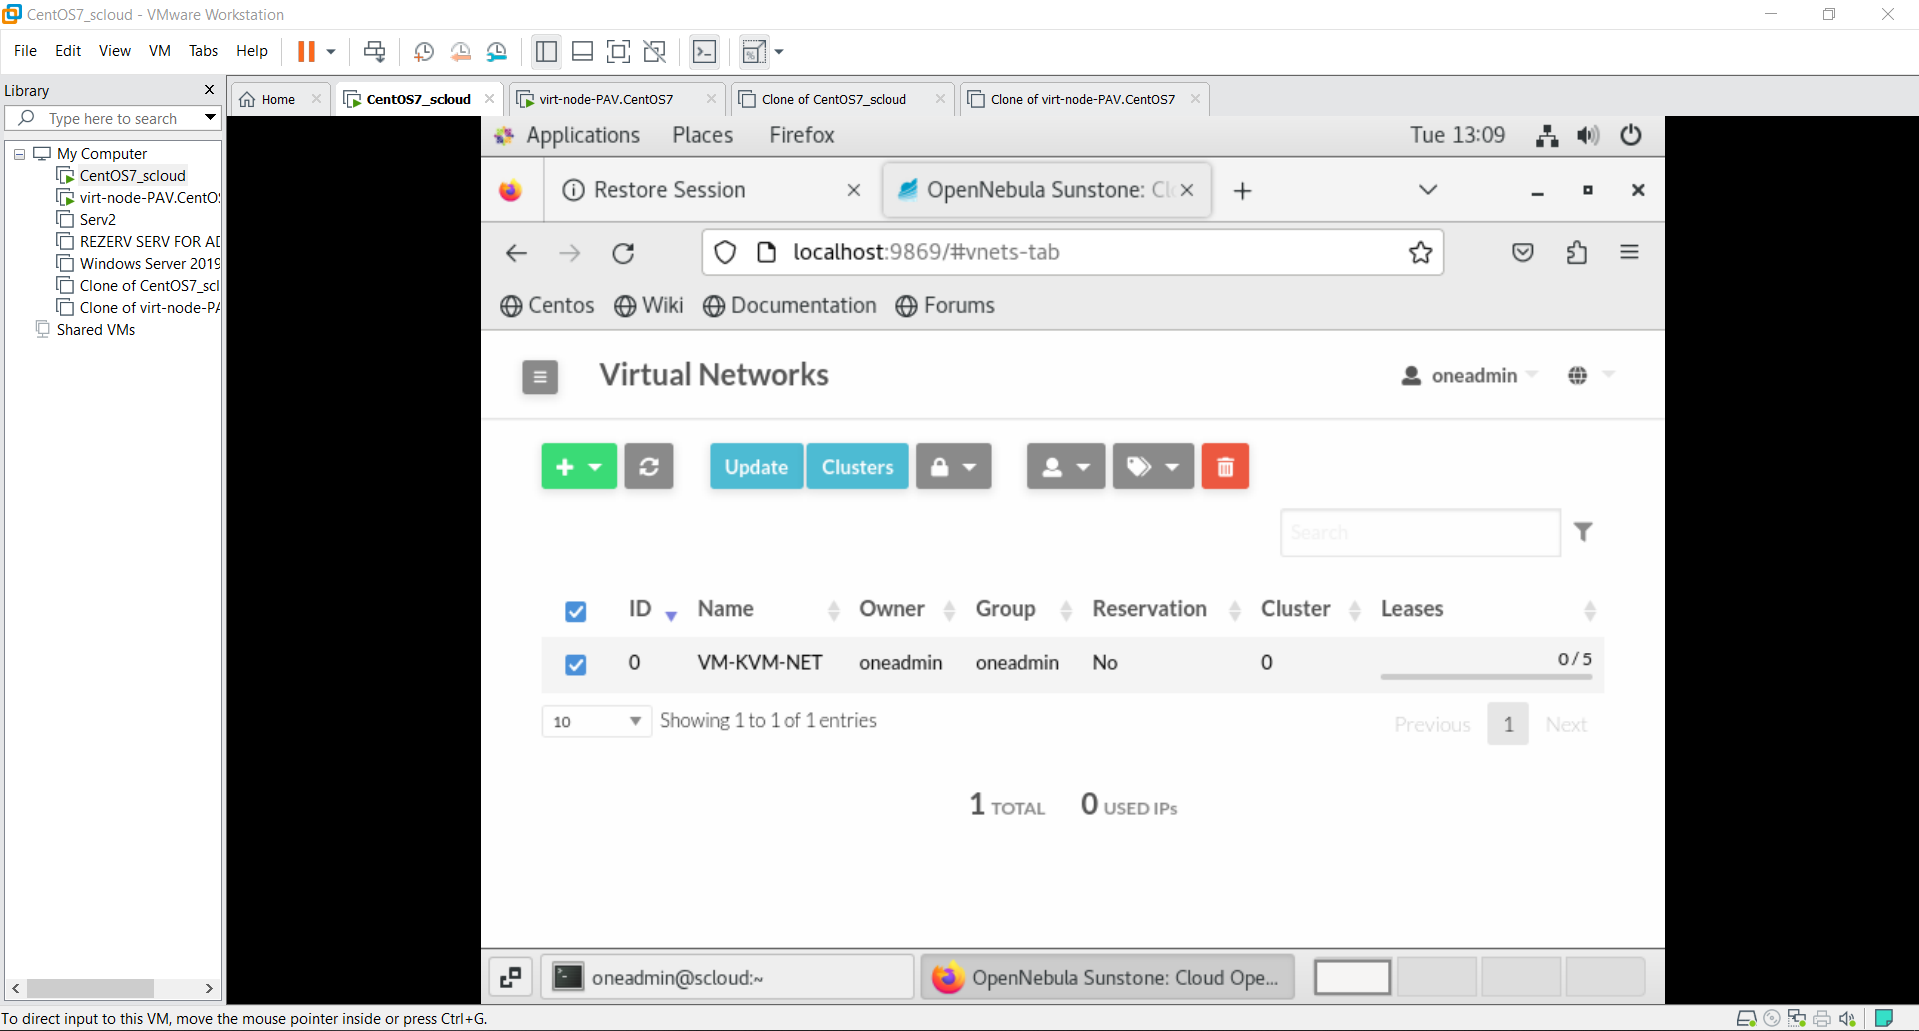 CentOS7_scloud - VMware Workstation
File Edit View VM Tabs Help
Library
Type here to search
My Computer
CentOS7_scloud
virt-node-PAV.CentO
Serv2
REZERV SERV FOR AD
Windows Server 2019
Clone of CentOS7_scl
Clone of virt-node-PA
Shared VMs
Home CentOS7_scloud virt-node-PAV.CentOS7 Clone of CentOS7_scloud Clone of virt-node-PAV.CentOS7
Applications Places Firefox Tue 13:09
Restore Session OpenNebula Sunstone: Cl
localhost:9869/#vnets-tab
Centos Wiki Documentation Forums
Virtual Networks oneadmin
Update Clusters
Search
ID Name Owner Group Reservation Cluster Leases
0 VM-KVM-NET oneadmin oneadmin No 0 0 / 5
10 Showing 1 to 1 of 1 entries Previous 1 Next
1 TOTAL 0 USED IPs
oneadmin@scloud:~ OpenNebula Sunstone: Cloud Ope...
To direct input to this VM, move the mouse pointer inside or press Ctrl+G.